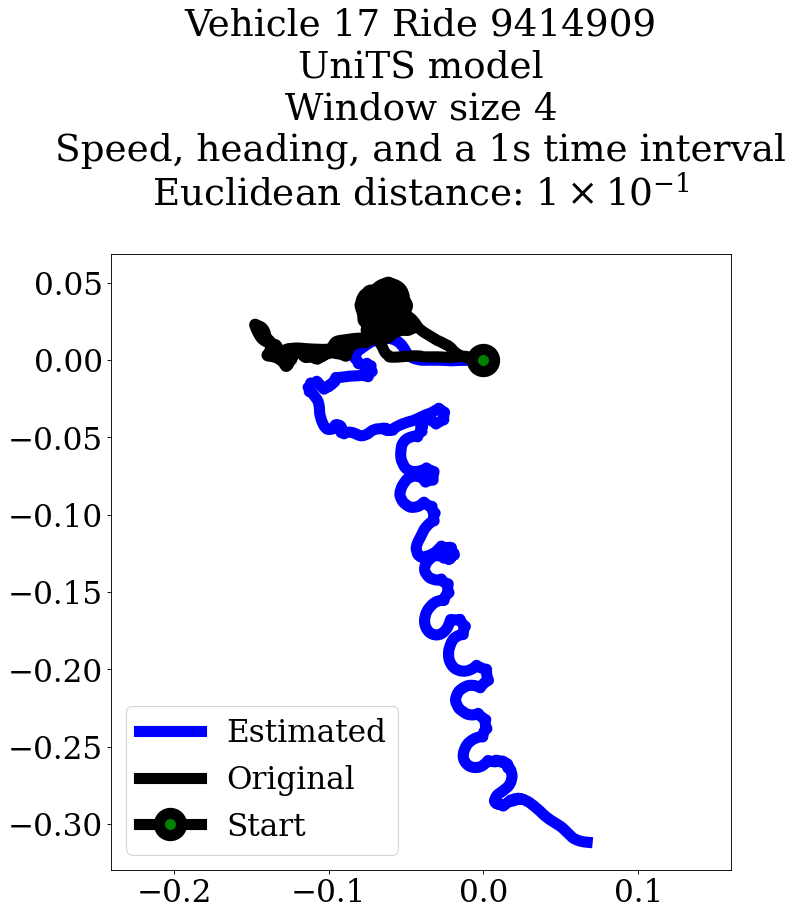 Vehicle 17 Ride 9414909
UniTS model
Window size 4
Speed, heading, and a 1s time interval
Euclidean distance: 1 × 10⁻¹
0.05
0.00
−0.05
−0.10
−0.15
−0.20
−0.25
−0.30
Estimated
Original
Start
−0.2
−0.1
0.0
0.1